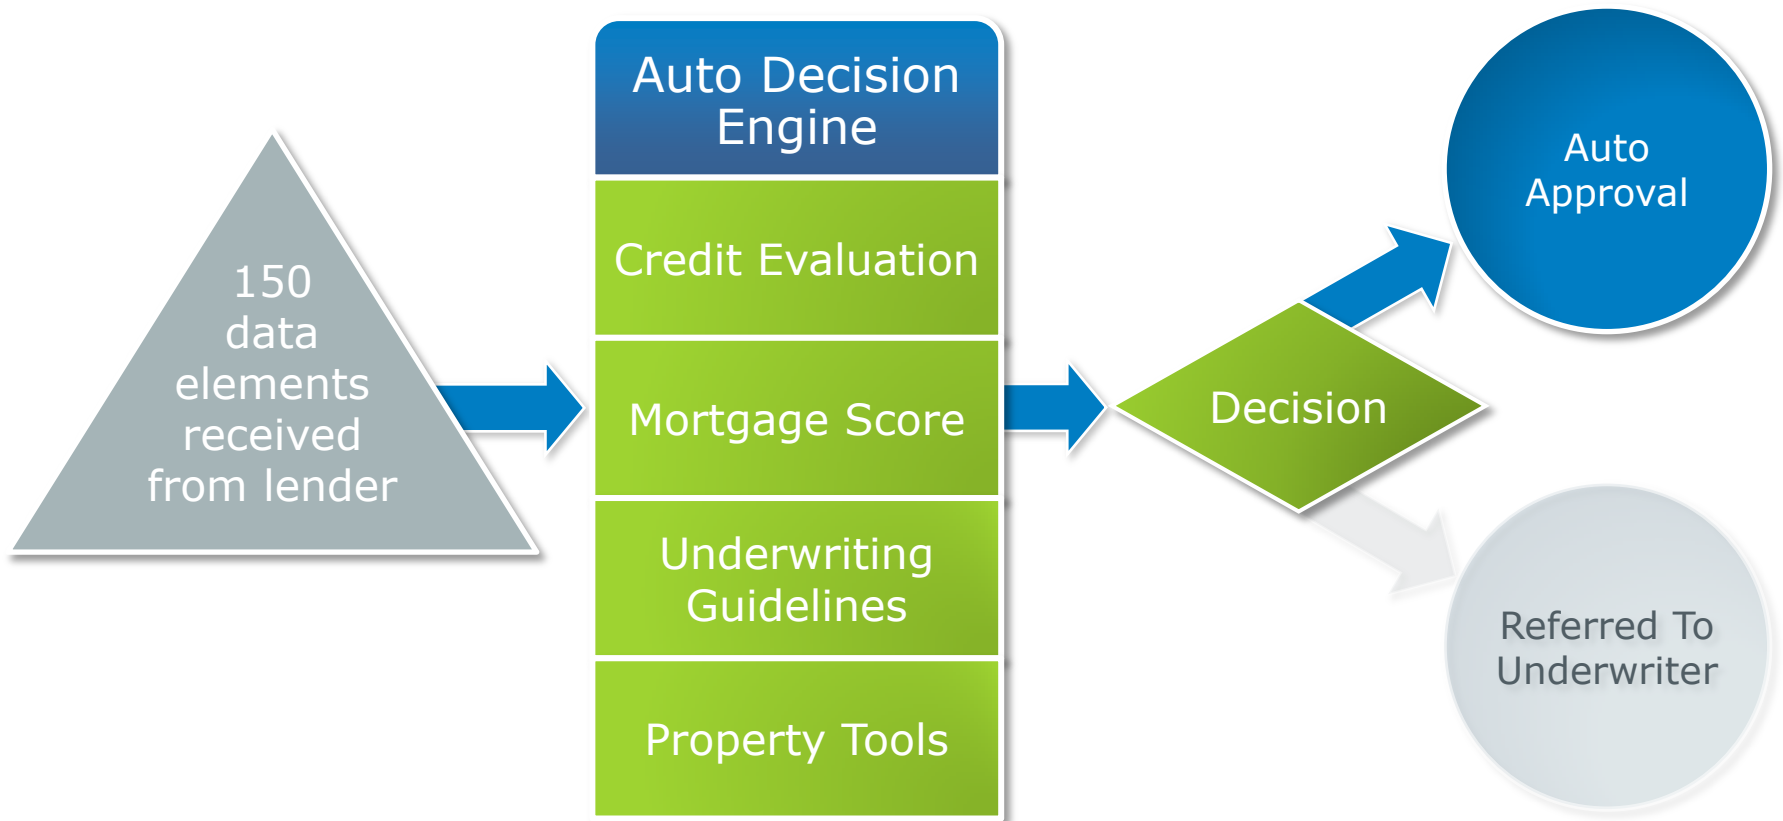 150
data
elements
received
from lender
Auto Decision
Engine
Credit Evaluation
Mortgage Score
Underwriting
Guidelines
Property Tools
Decision
Auto
Approval
Referred To
Underwriter